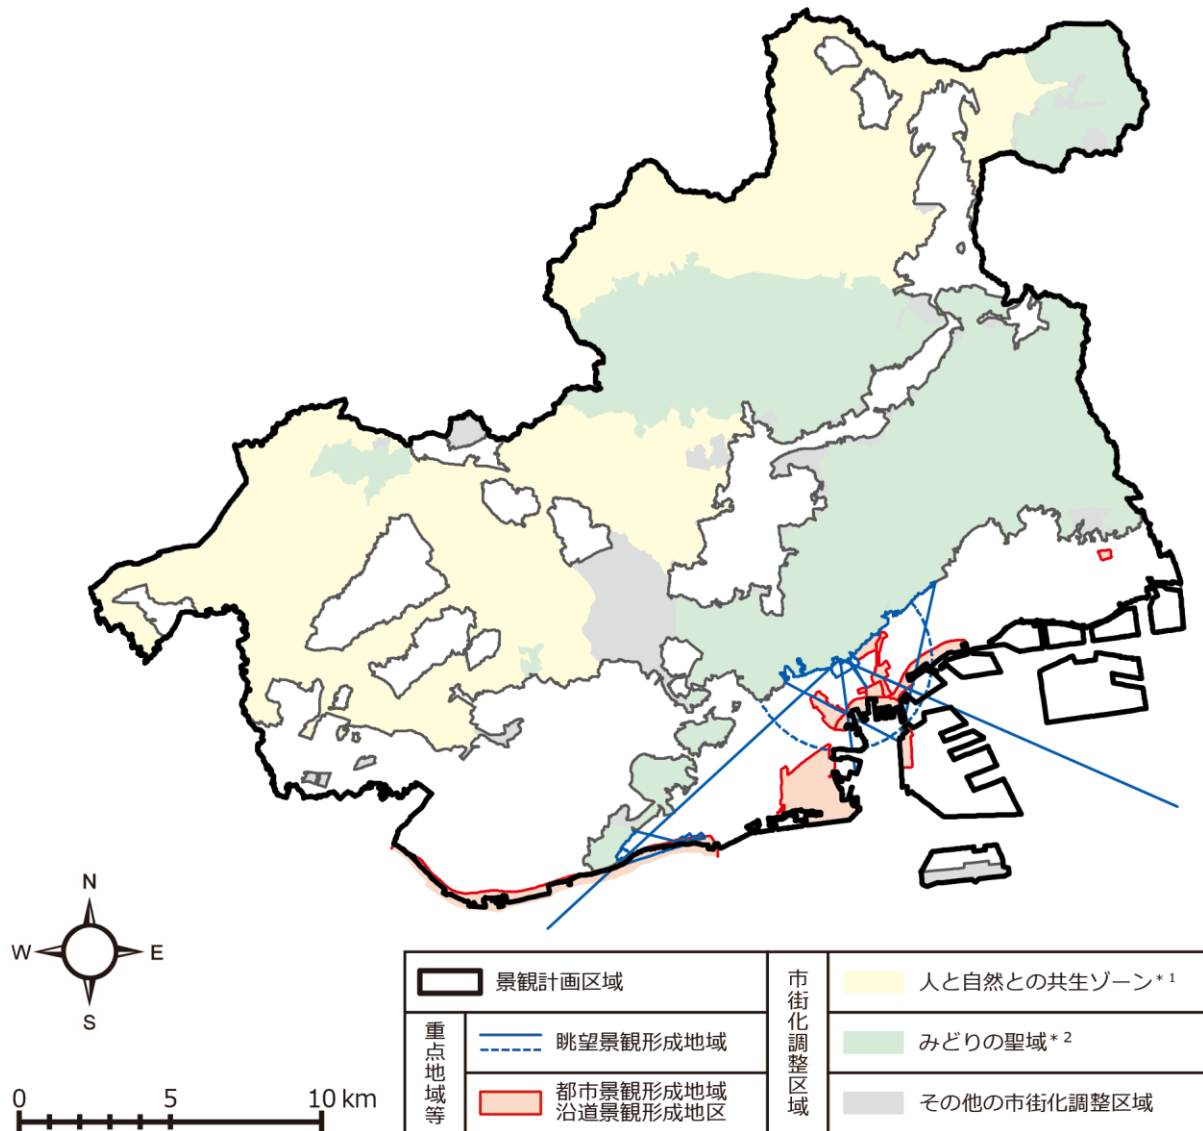 N
W
E
S
0
5
10 km
景観計画区域
重点地域等
眺望景観形成地域
都市景観形成地域
沿道景観形成地区
市街化調整区域
人と自然との共生ゾーン*1
みどりの聖域*2
その他の市街化調整区域